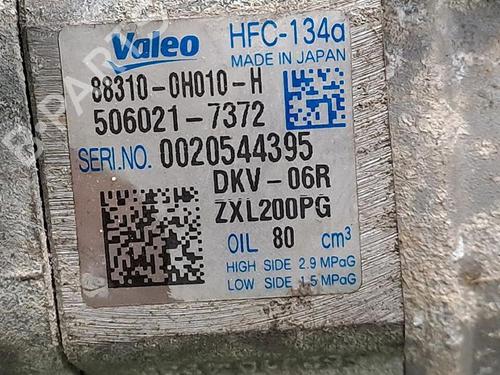 Valeo HFC-134a
MADE IN JAPAN
88310-0H010-H
506021-7372
SERI.NO. 0020544395
DKV-06R
ZXL200PG
OIL 80 cm³
HIGH SIDE 2.9 MPaG
LOW SIDE 1.5 MPaG